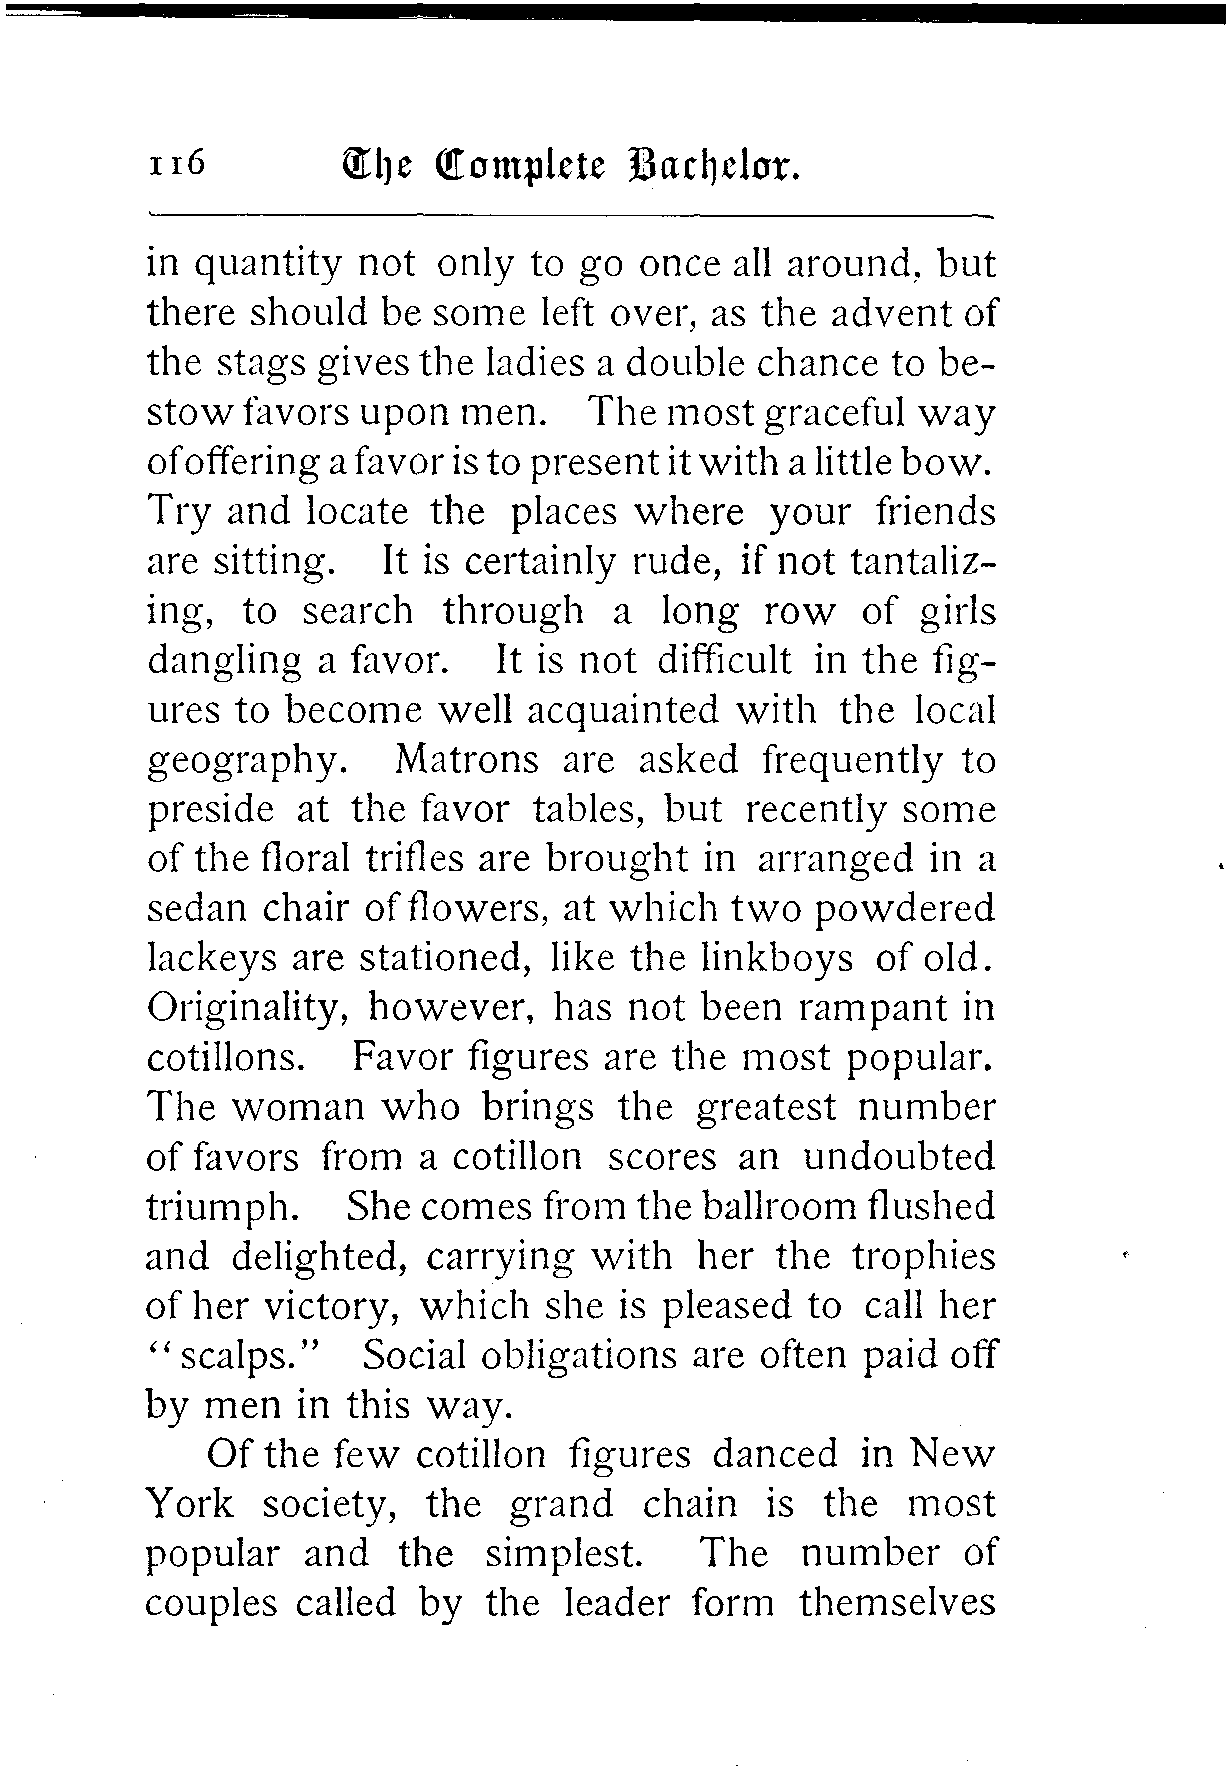 116 The Complete Bachelor.
in quantity not only to go once all around, but
there should be some left over, as the advent of
the stags gives the ladies a double chance to be-
stow favors upon men. The most graceful way
of offering a favor is to present it with a little bow.
Try and locate the places where your friends
are sitting. It is certainly rude, if not tantaliz-
ing, to search through a long row of girls
dangling a favor. It is not difficult in the fig-
ures to become well acquainted with the local
geography. Matrons are asked frequently to
preside at the favor tables, but recently some
of the floral trifles are brought in arranged in a
sedan chair of flowers, at which two powdered
lackeys are stationed, like the linkboys of old.
Originality, however, has not been rampant in
cotillons. Favor figures are the most popular.
The woman who brings the greatest number
of favors from a cotillon scores an undoubted
triumph. She comes from the ballroom flushed
and delighted, carrying with her the trophies
of her victory, which she is pleased to call her
“scalps.” Social obligations are often paid off
by men in this way.
Of the few cotillon figures danced in New
York society, the grand chain is the most
popular and the simplest. The number of
couples called by the leader form themselves